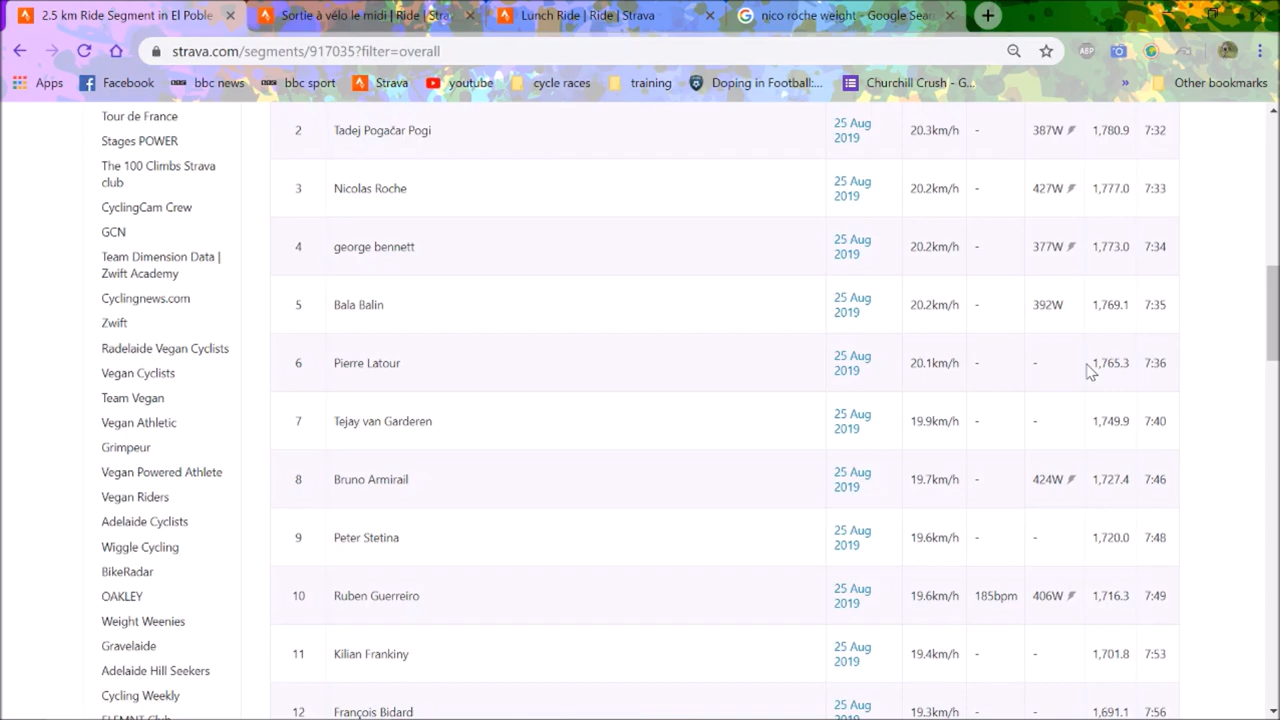 2.5 km Ride Segment in El Poble
Sortie à vélo le midi | Ride | Strav
Lunch Ride | Ride | Strava
nico roche weight - Google Searc
strava.com/segments/917035?filter=overall
ABP
Apps
Facebook
BBC bbc news
BBC bbc sport
Strava
youtube
cycle races
training
Doping in Football:...
Churchill Crush - G...
»
Other bookmarks
Tour de France
Stages POWER
The 100 Climbs Strava
club
CyclingCam Crew
GCN
Team Dimension Data |
Zwift Academy
Cyclingnews.com
Zwift
Radelaide Vegan Cyclists
Vegan Cyclists
Team Vegan
Vegan Athletic
Grimpeur
Vegan Powered Athlete
Vegan Riders
Adelaide Cyclists
Wiggle Cycling
BikeRadar
OAKLEY
Weight Weenies
Gravelaide
Adelaide Hill Seekers
Cycling Weekly
ELEMNT Club
2 Tadej Pogačar Pogi 25 Aug 2019 20.3km/h - 387W 1,780.9 7:32
3 Nicolas Roche 25 Aug 2019 20.2km/h - 427W 1,777.0 7:33
4 george bennett 25 Aug 2019 20.2km/h - 377W 1,773.0 7:34
5 Bala Balin 25 Aug 2019 20.2km/h - 392W 1,769.1 7:35
6 Pierre Latour 25 Aug 2019 20.1km/h - - 1,765.3 7:36
7 Tejay van Garderen 25 Aug 2019 19.9km/h - - 1,749.9 7:40
8 Bruno Armirail 25 Aug 2019 19.7km/h - 424W 1,727.4 7:46
9 Peter Stetina 25 Aug 2019 19.6km/h - - 1,720.0 7:48
10 Ruben Guerreiro 25 Aug 2019 19.6km/h 185bpm 406W 1,716.3 7:49
11 Kilian Frankiny 25 Aug 2019 19.4km/h - - 1,701.8 7:53
12 François Bidard 25 Aug 19.3km/h - - 1,691.1 7:56